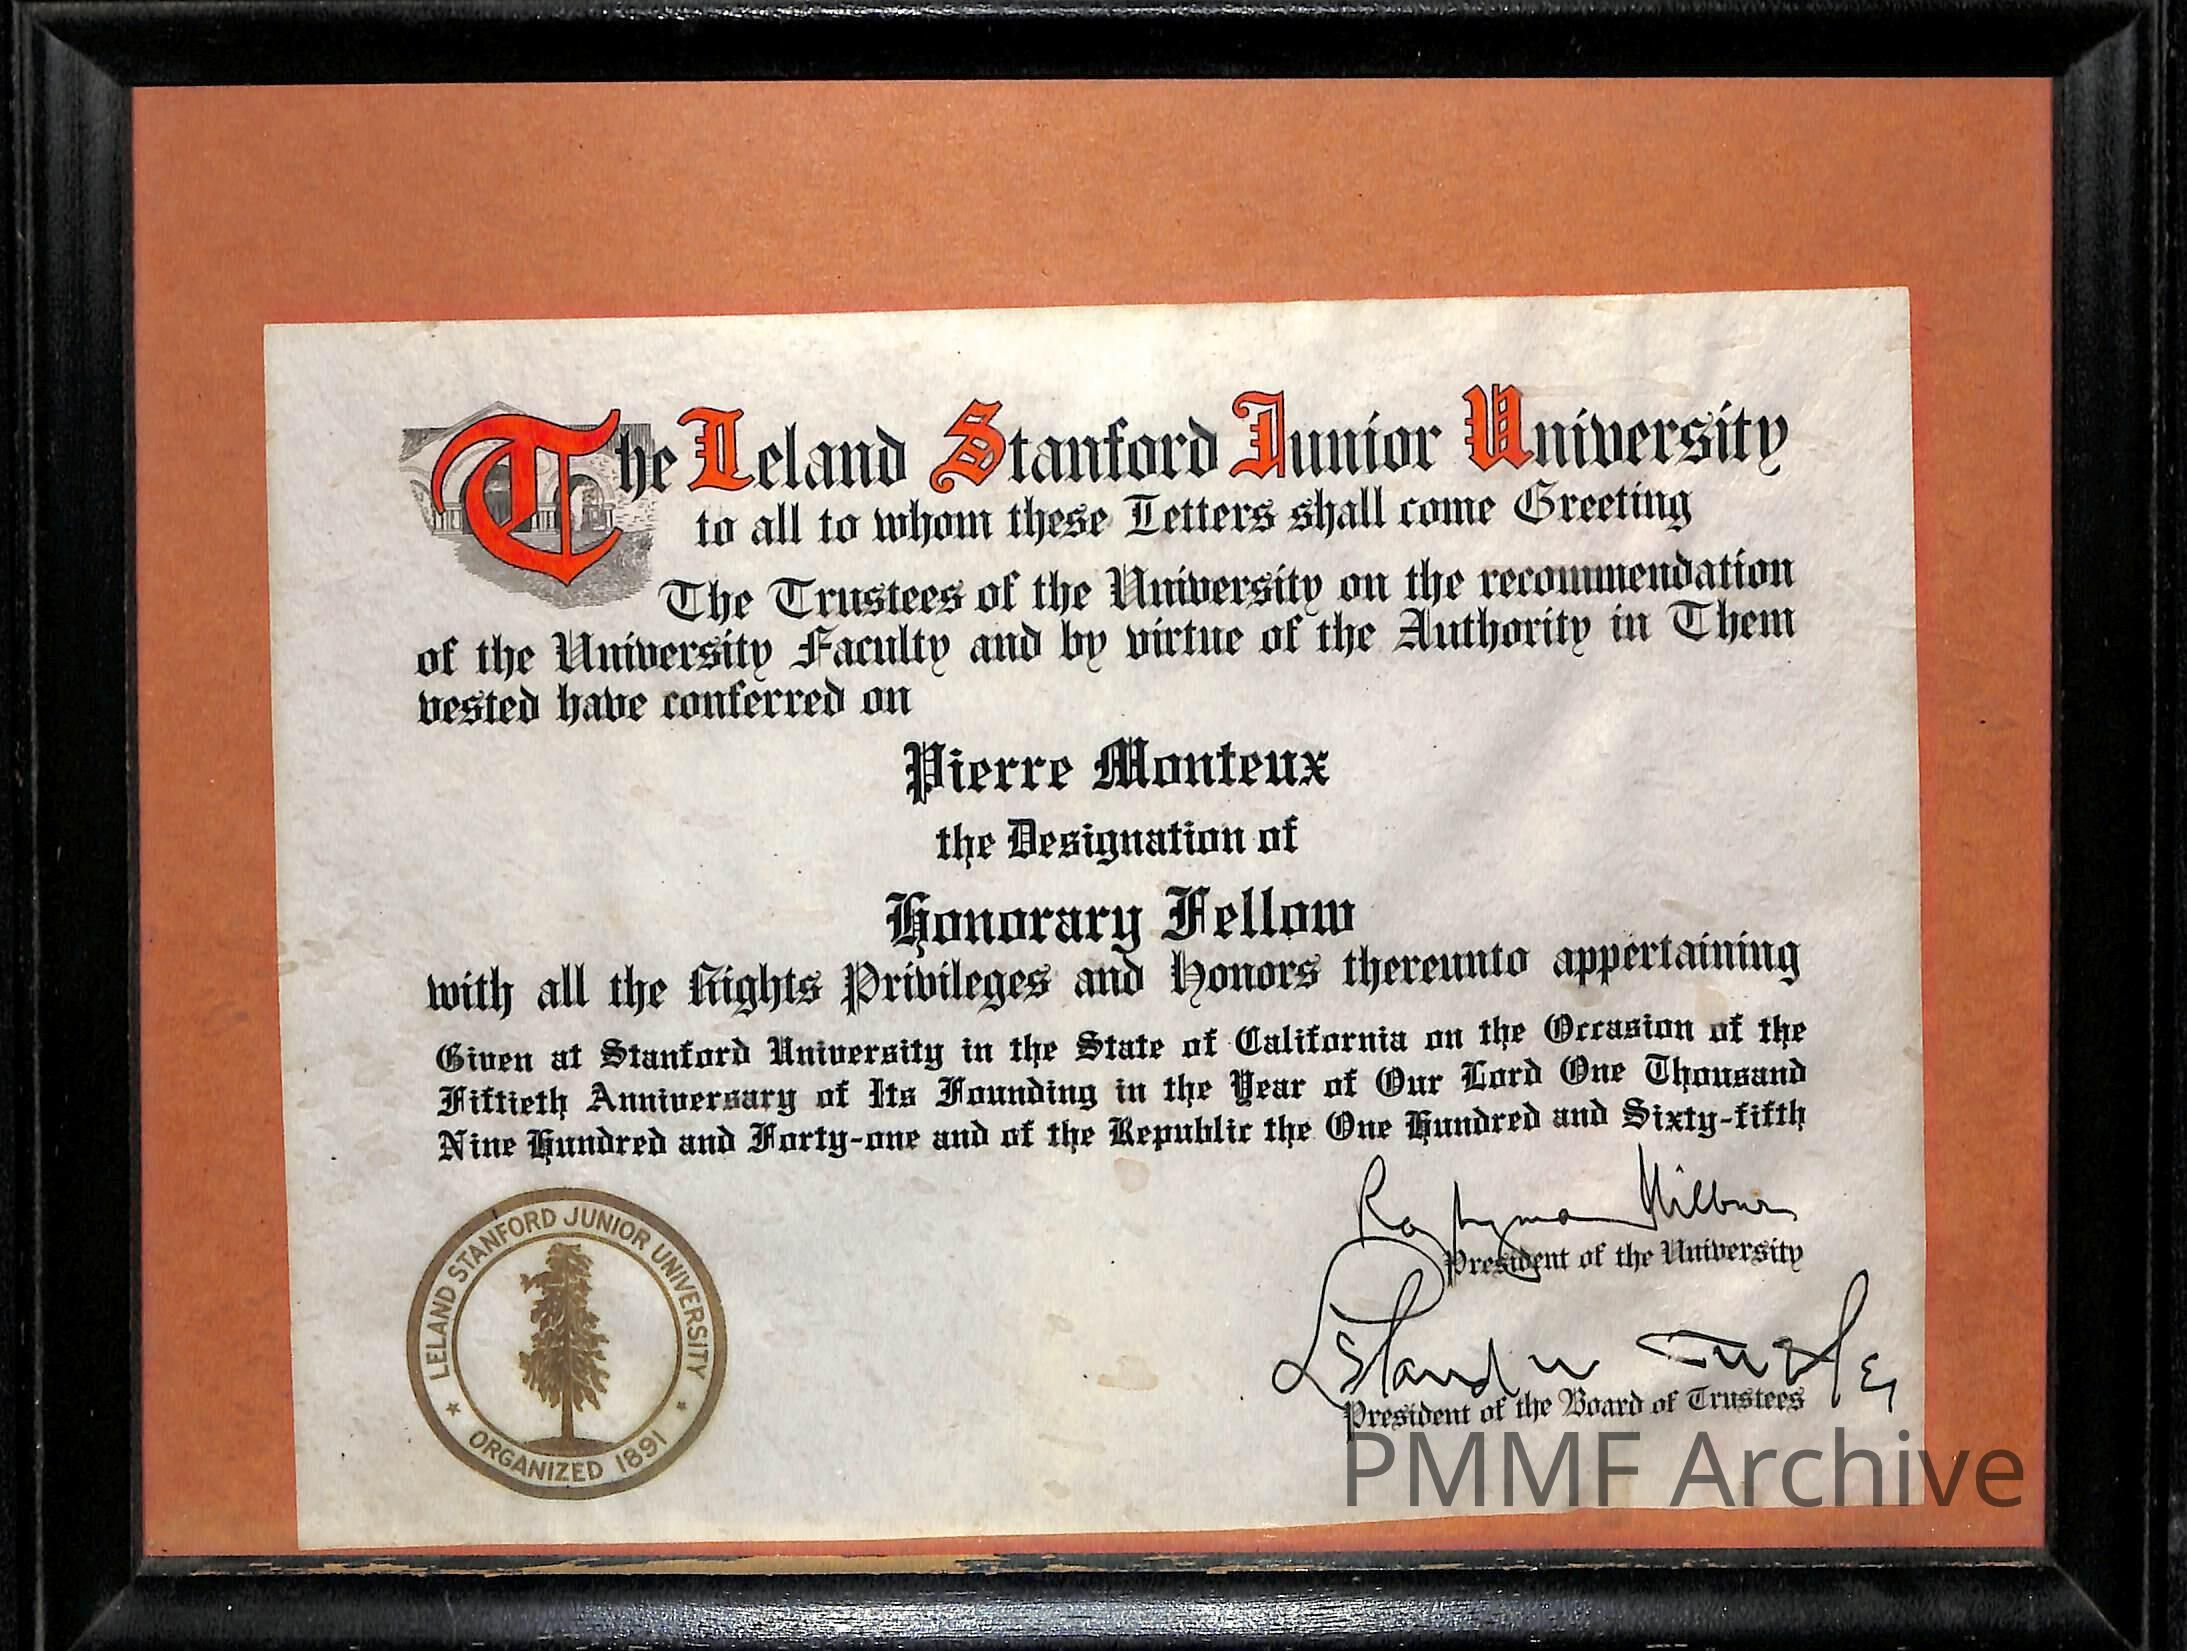 The Leland Stanford Junior University
to all to whom these Letters shall come Greeting
The Trustees of the University on the recommendation
of the University Faculty and by virtue of the Authority in Them
vested have conferred on
Pierre Monteux
the Designation of
Honorary Fellow
with all the Rights Privileges and Honors thereunto appertaining
Given at Stanford University in the State of California on the Occasion of the
Fiftieth Anniversary of Its Founding in the Year of Our Lord One Thousand
Nine Hundred and Forty-one and of the Republic the One Hundred and Sixty-fifth
Ray Lyman Wilbur
President of the University
Leland
President of the Board of Trustees
LELAND STANFORD JUNIOR UNIVERSITY
ORGANIZED 1891
PMMF Archive